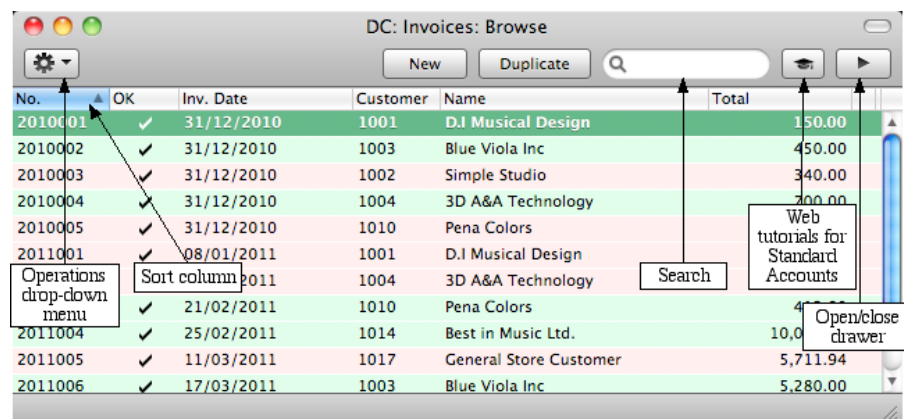 DC: Invoices: Browse
New Duplicate
No. OK Inv. Date Customer Name Total
2010001 31/12/2010 1001 D.I Musical Design 150.00
2010002 31/12/2010 1003 Blue Viola Inc 450.00
2010003 31/12/2010 1002 Simple Studio 340.00
2010004 31/12/2010 1004 3D A&A Technology 700.00
2010005 31/12/2010 1010 Pena Colors
2011001 08/01/2011 1001 D.I Musical Design
2011 1004 3D A&A Technology
21/02/2011 1010 Pena Colors
2011004 25/02/2011 1014 Best in Music Ltd. 10,0
2011005 11/03/2011 1017 General Store Customer 5,711.94
2011006 17/03/2011 1003 Blue Viola Inc 5,280.00
Operations
drop-down
menu
Sort column
Search
Web
tutorials for
Standard
Accounts
Open/close
drawer